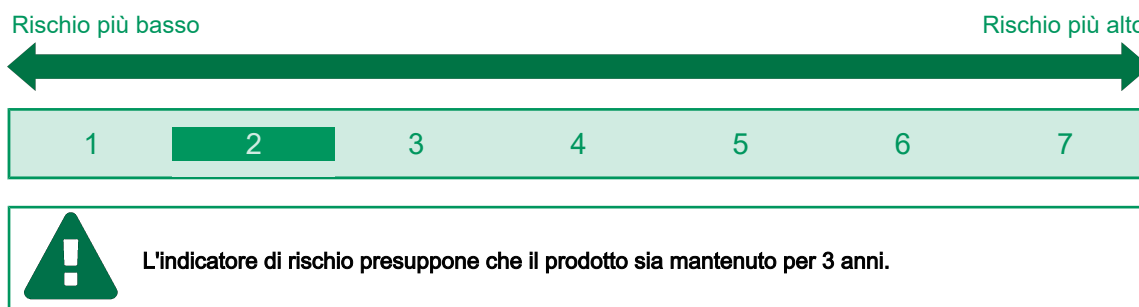 Rischio più basso Rischio più alto
1 2 3 4 5 6 7
L'indicatore di rischio presuppone che il prodotto sia mantenuto per 3 anni.